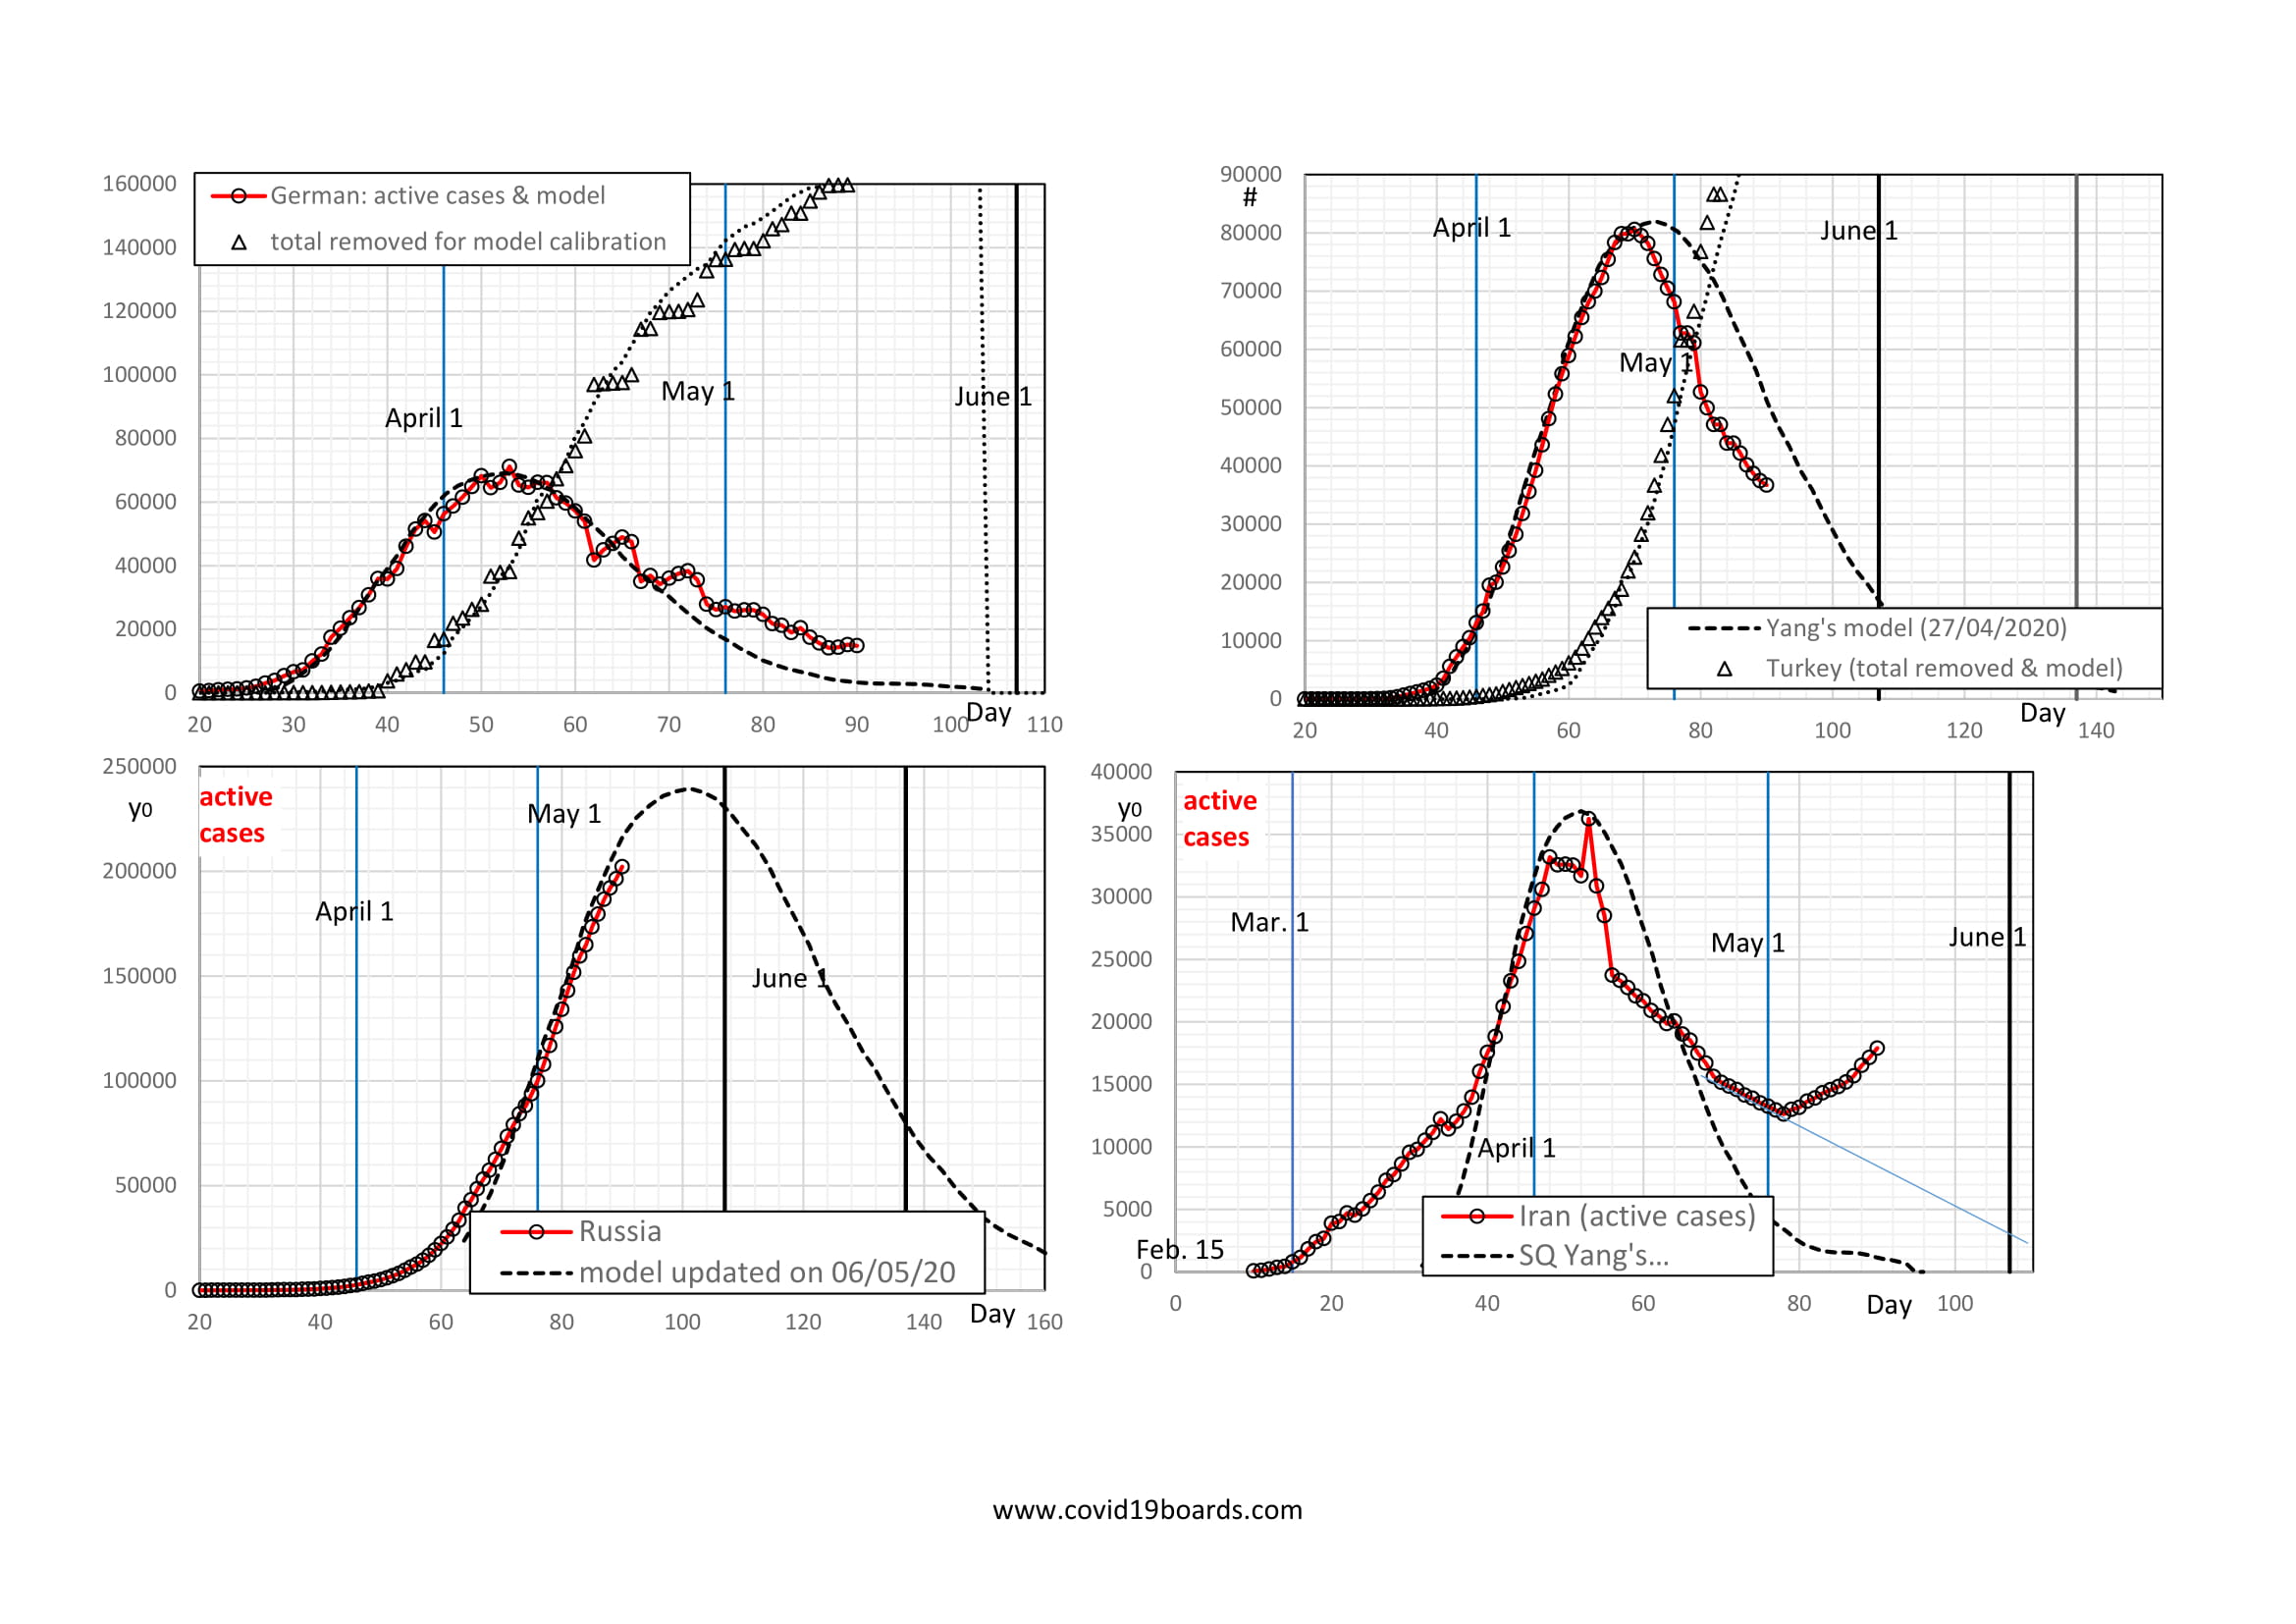 German: active cases & model
total removed for model calibration
160000
140000
120000
100000
80000
60000
40000
20000
0
April 1
May 1
June 1
20 30 40 50 60 70 80 90 100 110
Day
90000
80000
70000
60000
50000
40000
30000
20000
10000
0
#
April 1
May 1
June 1
Yang's model (27/04/2020)
Turkey (total removed & model)
20 40 60 80 100 120 140
Day
250000
200000
150000
100000
50000
0
y0
active
cases
April 1
May 1
June 1
Russia
model updated on 06/05/20
20 40 60 80 100 120 140 160
Day
40000
35000
30000
25000
20000
15000
10000
5000
0
y0
active
cases
Mar. 1
April 1
May 1
June 1
Feb. 15
Iran (active cases)
SQ Yang's...
0 20 40 60 80 100
Day
www.covid19boards.com